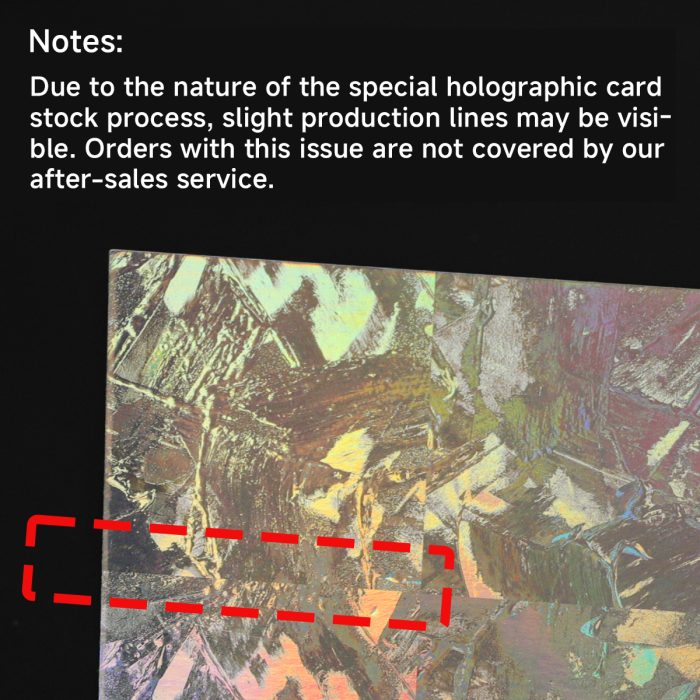 Notes:
Due to the nature of the special holographic card
stock process, slight production lines may be visi-
ble. Orders with this issue are not covered by our
after-sales service.